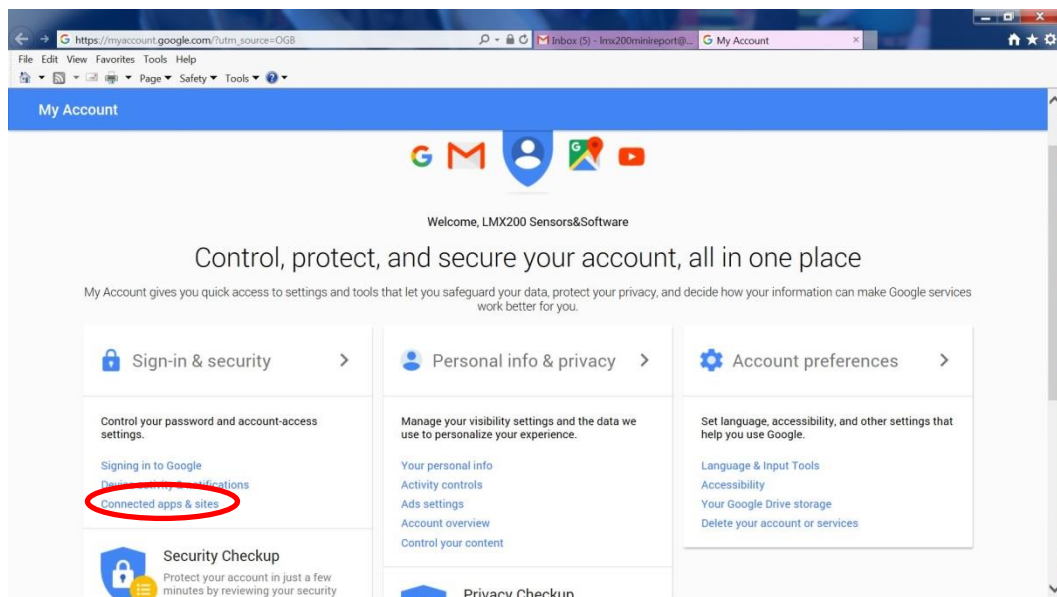 https://myaccount.google.com/?utm_source=OGB
Inbox (5) - lmx200minireport@...
G My Account
File Edit View Favorites Tools Help
Page Safety Tools
My Account
Welcome, LMX200 Sensors&Software
Control, protect, and secure your account, all in one place
My Account gives you quick access to settings and tools that let you safeguard your data, protect your privacy, and decide how your information can make Google services
work better for you.
Sign-in & security
Control your password and account-access
settings.
Signing in to Google
Device activity & notifications
Connected apps & sites
Security Checkup
Protect your account in just a few
minutes by reviewing your security
Personal info & privacy
Manage your visibility settings and the data we
use to personalize your experience.
Your personal info
Activity controls
Ads settings
Account overview
Control your content
Privacy Checkup
Account preferences
Set language, accessibility, and other settings that
help you use Google.
Language & Input Tools
Accessibility
Your Google Drive storage
Delete your account or services